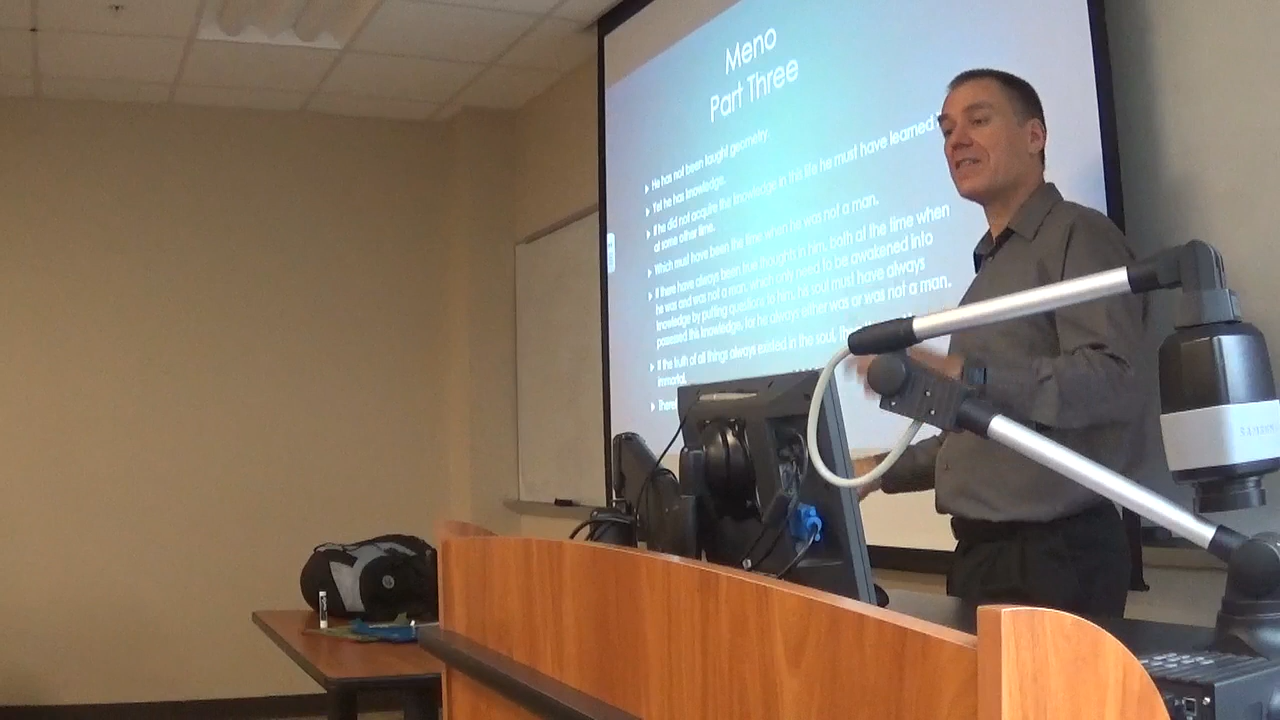 Meno
Part Three
He has not been taught geometry.
Yet he has knowledge.
If he did not acquire the knowledge in this life he must have learned
at some other time.
Which must have been the time when he was not a man.
If there have always been true thoughts in him, both at the time when
he was and was not a man, which only need to be awakened into
knowledge by putting questions to him, his soul must have always
possessed this knowledge, for he always either was or was not a man.
If the truth of all things always existed in the soul,
immortal.